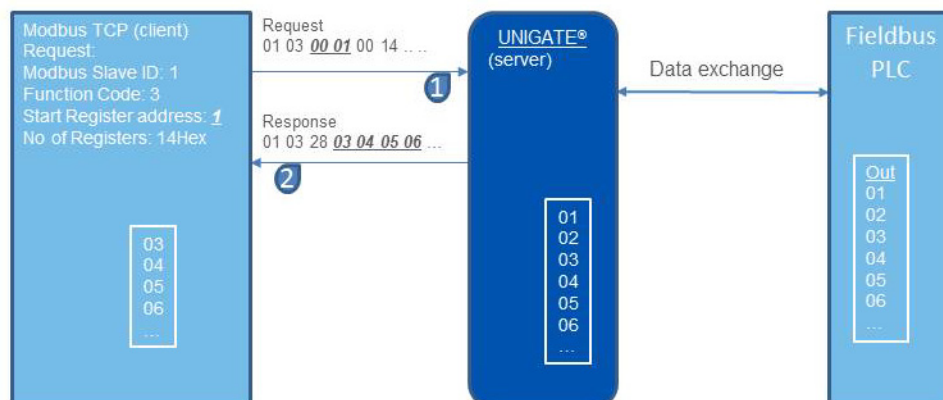 Modbus TCP (client)
Request:
Modbus Slave ID: 1
Function Code: 3
Start Register address: 1
No of Registers: 14Hex
03
04
05
06
...
Request
01 03 00 01 00 14 .. ..
1
Response
01 03 28 03 04 05 06 ...
2
UNIGATE®
(server)
01
02
03
04
05
06
...
Data exchange
Fieldbus
PLC
Out
01
02
03
04
05
06
...